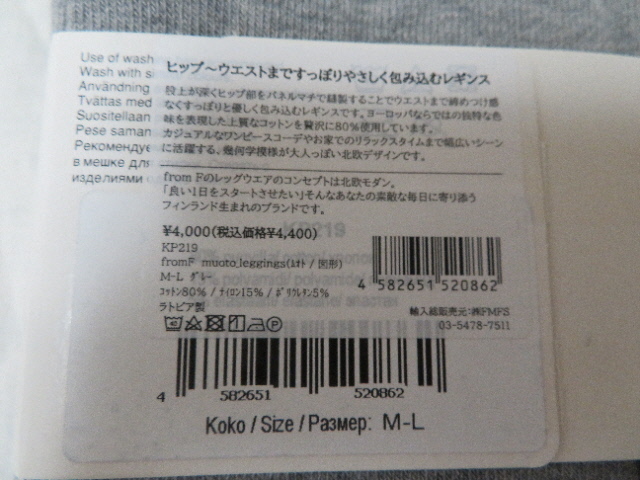 Use of wash
Wash with si
Användning
Tvättas med
Suositellaan
Pese saman
Рекомендуе
в мешке для
изделиями о
ヒップ～ウエストまですっぽりやさしく包み込むレギンス
股上が深くヒップ部をパネルマチで縫製することでウエストまで締めつけ感
なくすっぽりと優しく包み込むレギンスです。ヨーロッパならではの独特な色
味を表現した上質なコットンを贅沢に80%使用しています。
カジュアルなワンピースコーデやお家でのリラックスタイムまで幅広いシーン
に活躍する、幾何学模様が大人っぽい北欧デザインです。
from Fのレッグウエアのコンセプトは北欧モダン。
「良い1日をスタートさせたい」そんなあなたの素敵な毎日に寄り添う
フィンランド生まれのブランドです。
¥4,000(税込価格¥4,400)
KP219
fromF muoto_leggings(ムオト / 図形)
M-L グレー
コットン80% / ナイロン15% / ポリウレタン5%
ラトビア製
4 582651 520862
輸入総販売元:㈱FMFS
03-5478-7511
4 582651 520862
Koko / Size / Размер: M-L